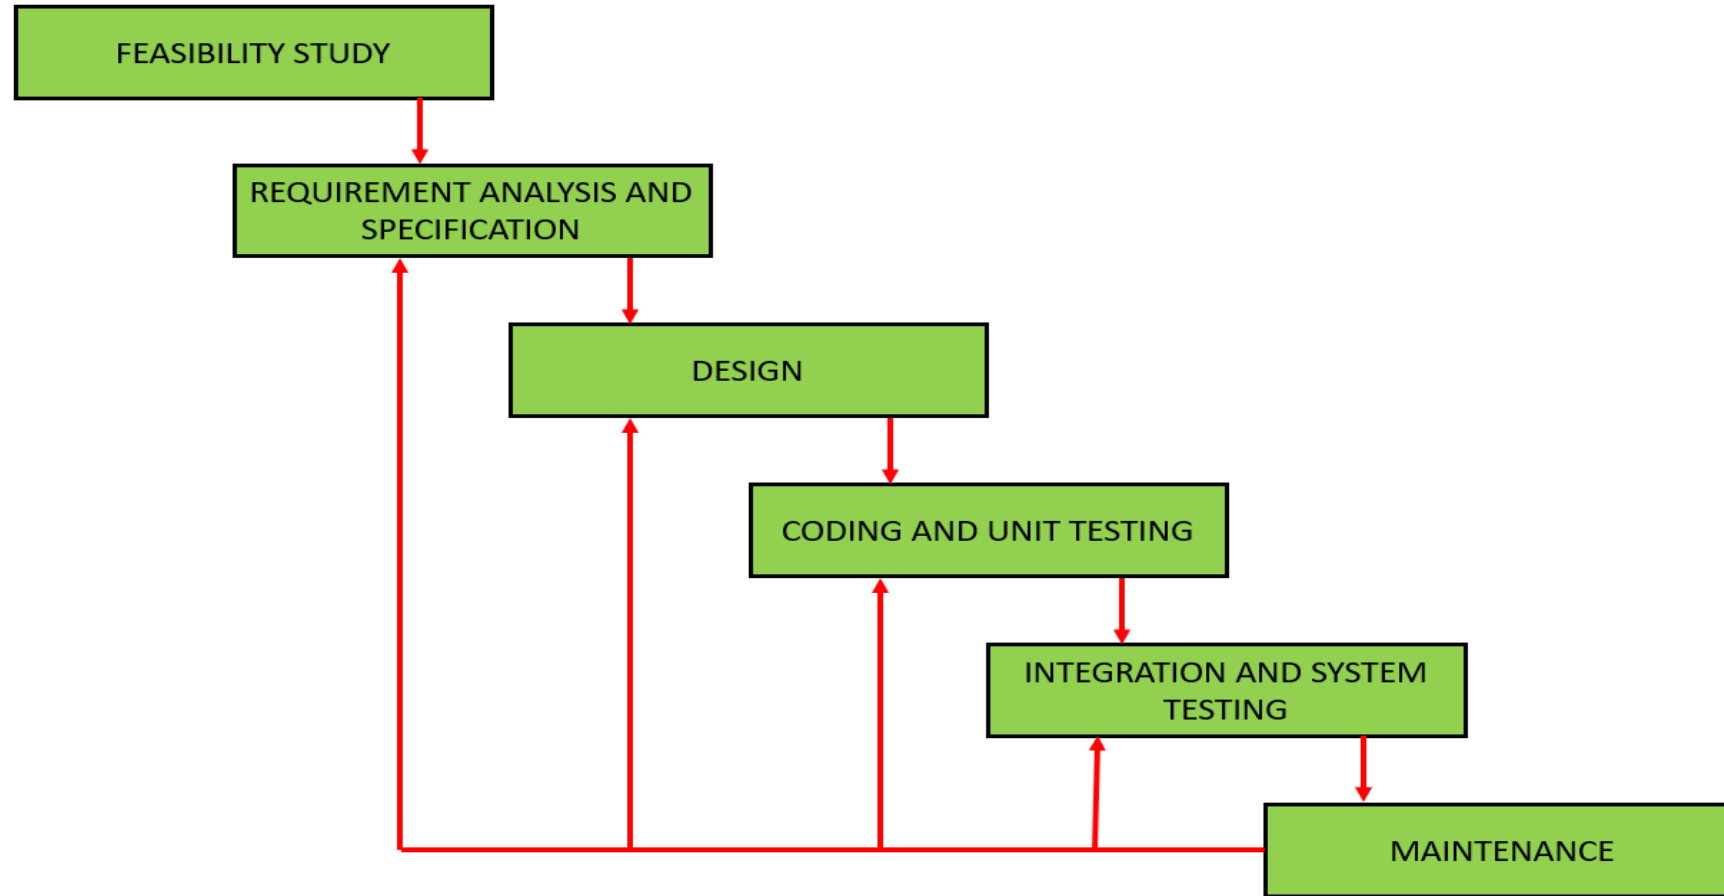 FEASIBILITY STUDY
REQUIREMENT ANALYSIS AND
SPECIFICATION
DESIGN
CODING AND UNIT TESTING
INTEGRATION AND SYSTEM
TESTING
MAINTENANCE